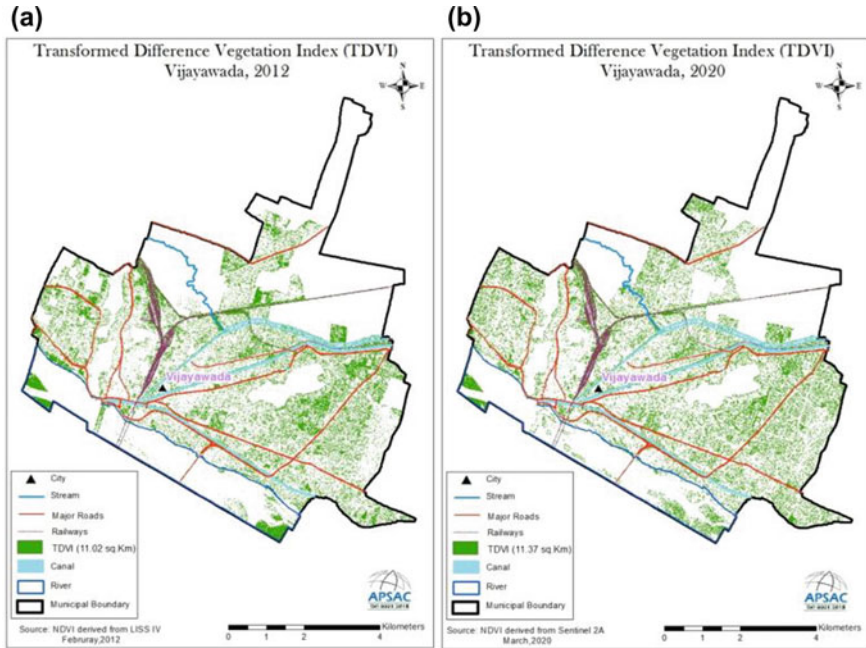 (a)
Transformed Difference Vegetation Index (TDVI)
Vijayawada, 2012
N
W E
S
Vijayawada
City
Stream
Major Roads
Railways
TDVI (11.02 sq Km)
Canal
River
Municipal Boundary
APSAC
Kilometers
0 1 2 4
Source: NDVI derived from LISS IV
Februray,2012
(b)
Transformed Difference Vegetation Index (TDVI)
Vijayawada, 2020
N
W E
S
Vijayawada
City
Stream
Major Roads
Railways
TDVI (11.37 sq Km)
Canal
River
Municipal Boundary
APSAC
Kilometers
0 1 2 4
Source: NDVI derived from Sentinel 2A
March,2020